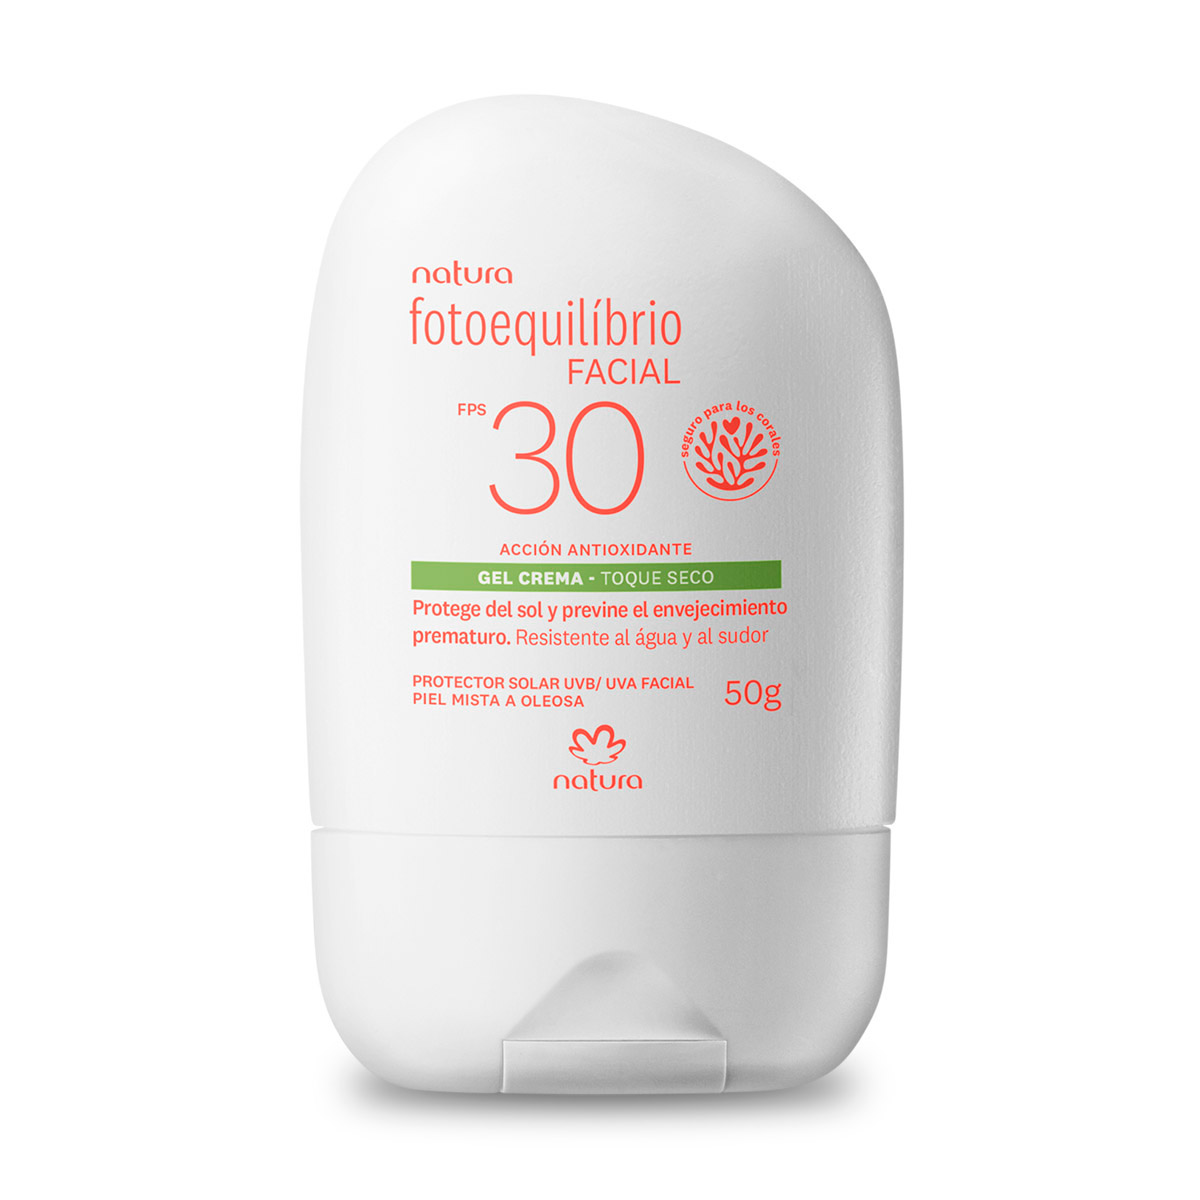 natura
fotoequilíbrio
FACIAL
FPS 30
seguro para los corales
ACCIÓN ANTIOXIDANTE
GEL CREMA - TOQUE SECO
Protege del sol y previne el envejecimiento
prematuro. Resistente al água y al sudor
PROTECTOR SOLAR UVB/ UVA FACIAL
PIEL MISTA A OLEOSA
50g
natura